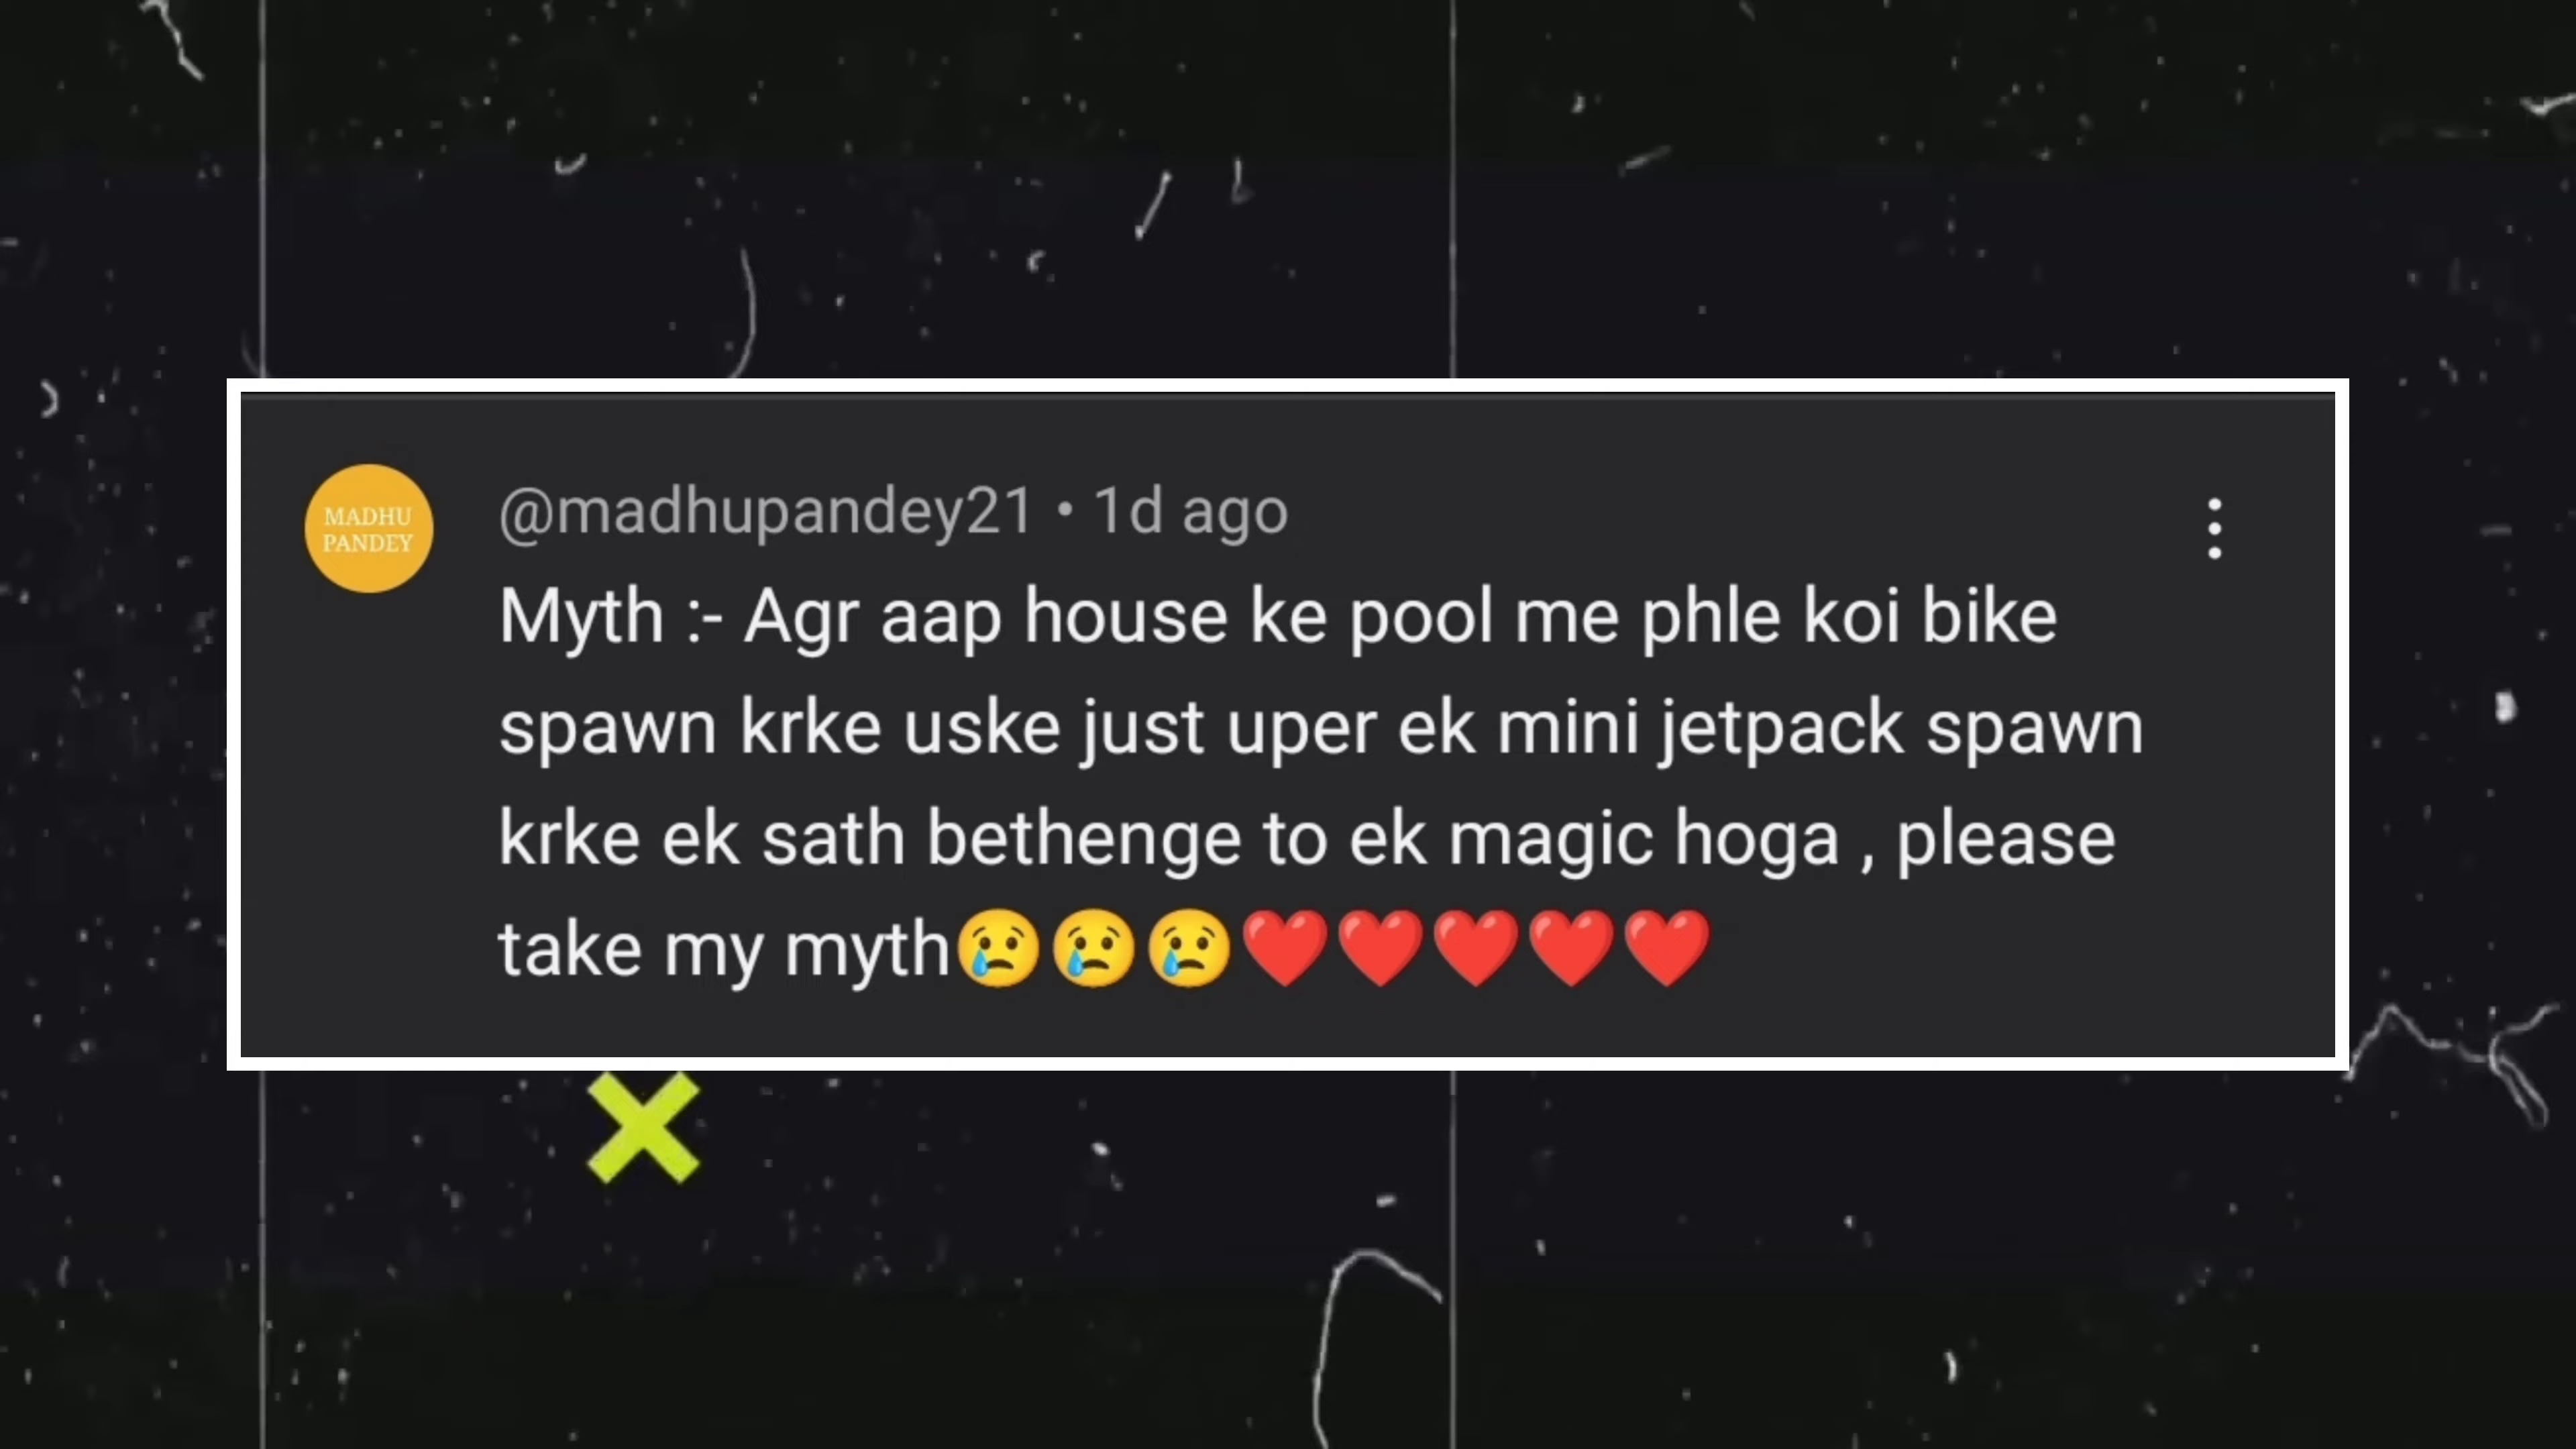 MADHU
PANDEY
@madhupandey21 • 1d ago
Myth :- Agr aap house ke pool me phle koi bike
spawn krke uske just uper ek mini jetpack spawn
krke ek sath bethenge to ek magic hoga , please
take my myth😢😢😢❤️❤️❤️❤️❤️